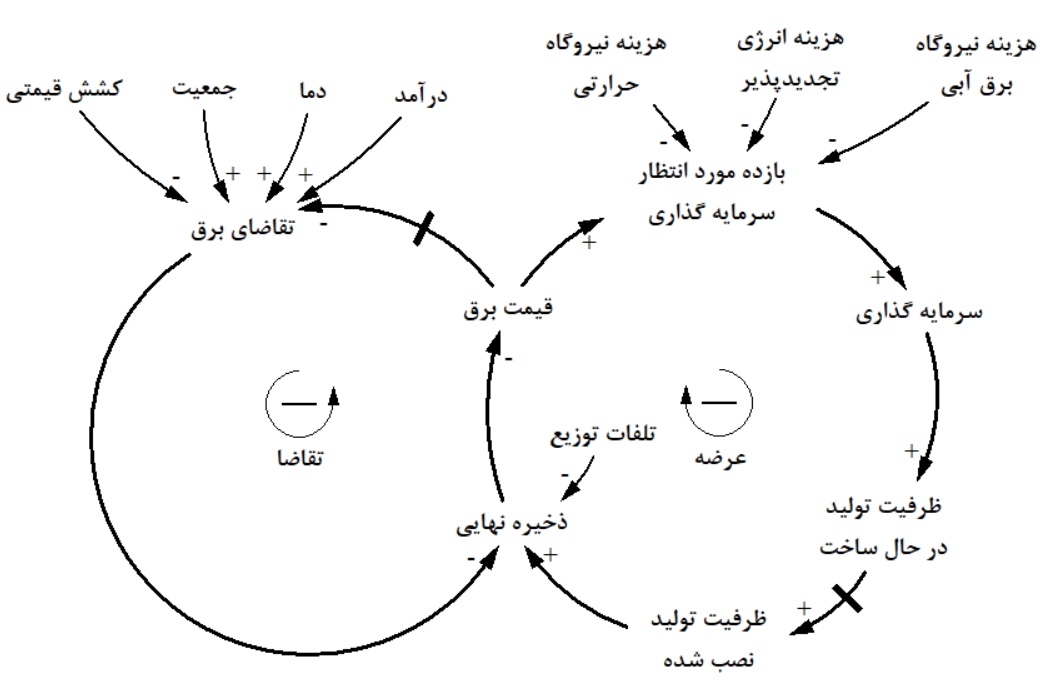 هزینه نیروگاه
برق آبی
هزینه انرژی
تجدیدپذیر
هزینه نیروگاه
حرارتی
درآمد
دما
جمعیت
کشش قیمتی
-
-
-
بازده مورد انتظار
سرمایه گذاری
+
+
+
-
تقاضای برق
-
+
+
قیمت برق
سرمایه گذاری
-
عرضه
تقاضا
تلفات توزیع
-
+
ذخیره نهایی
ظرفیت تولید
در حال ساخت
+
-
+
ظرفیت تولید
نصب شده